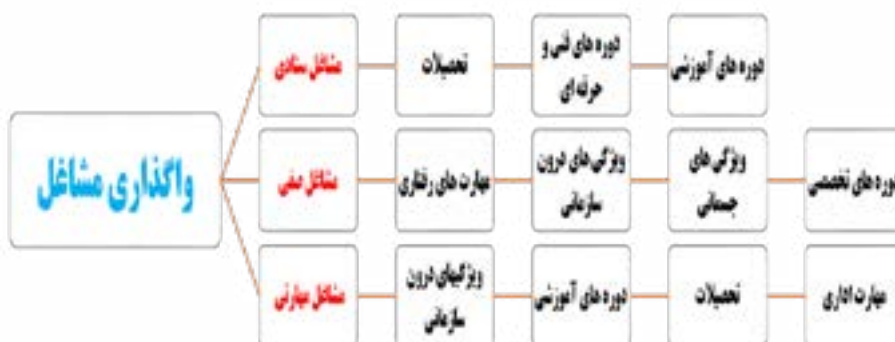 واگذاری مشاغل
مشاغل ستادی
تحصیلات
دوره های فنی و
حرفه ای
دوره های آموزشی
مشاغل صفی
مهارت های رفتاری
ویژگی های درون
سازمانی
ویژگی های
جسمانی
دوره های تخصصی
مشاغل مهارتی
ویژگیهای درون
سازمانی
دوره های آموزشی
تحصیلات
مهارت اداری